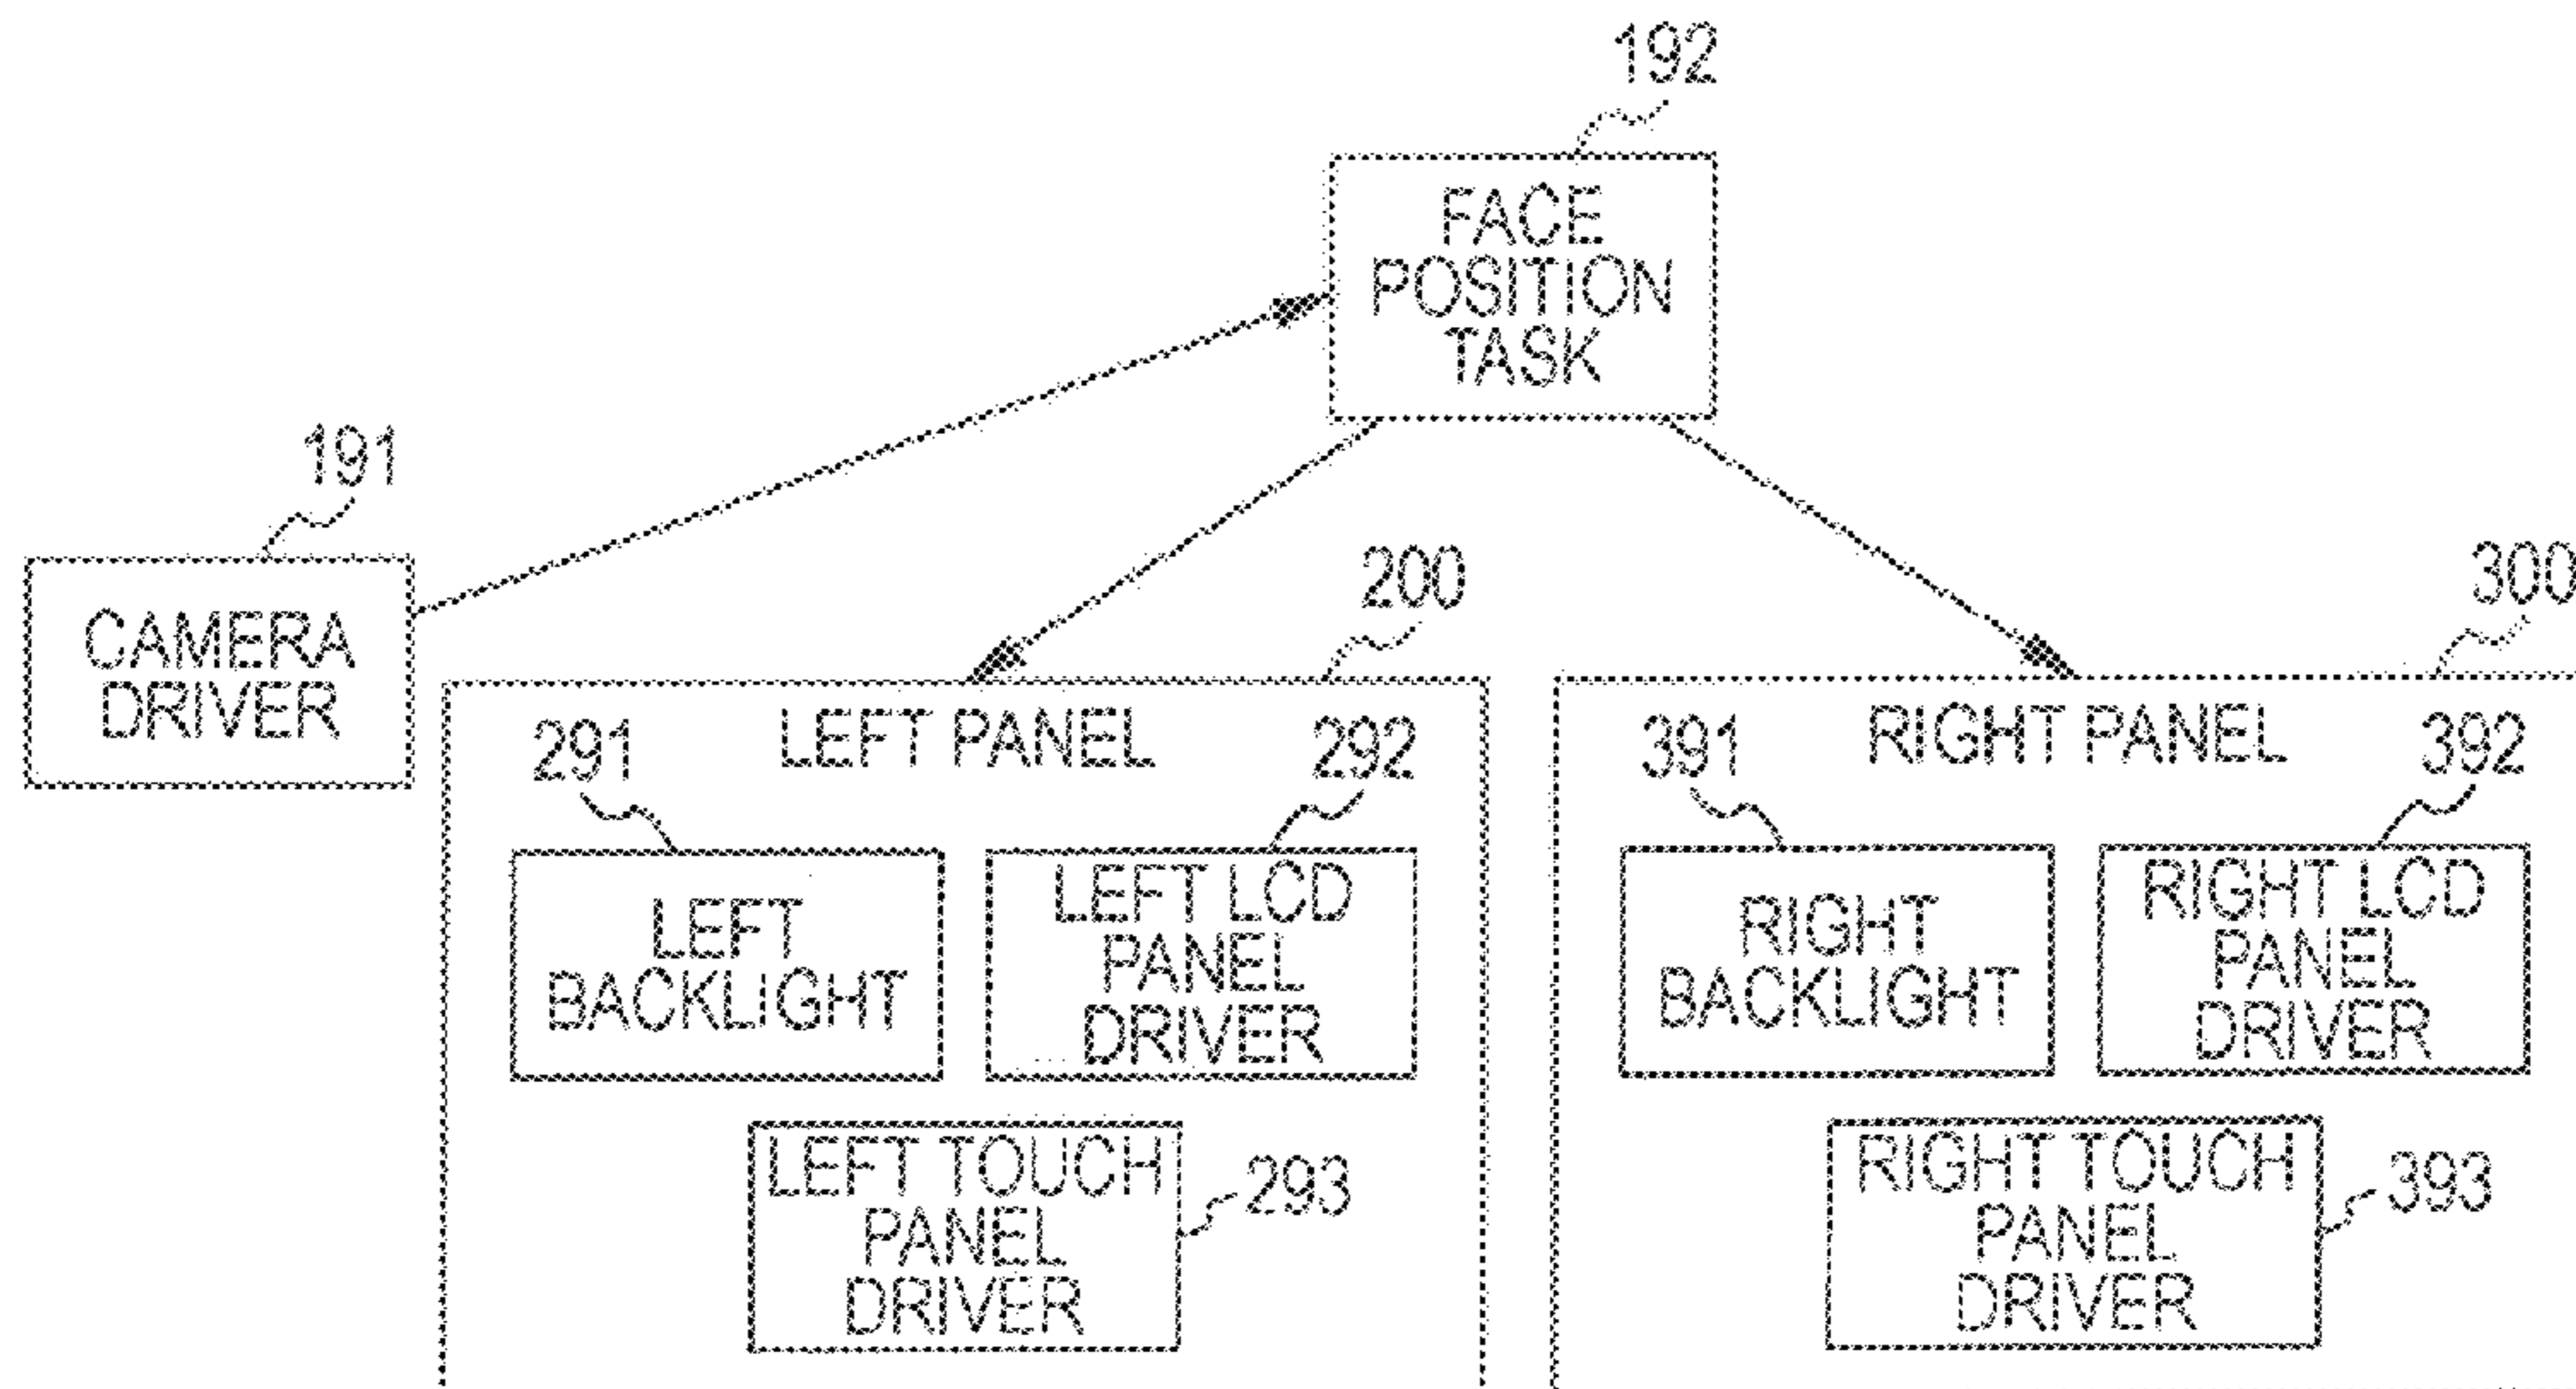 192
FACE
POSITION
TASK
191
CAMERA
DRIVER
200
LEFT PANEL
291
292
LEFT
BACKLIGHT
LEFT LCD
PANEL
DRIVER
LEFT TOUCH
PANEL
DRIVER
293
300
RIGHT PANEL
391
392
RIGHT
BACKLIGHT
RIGHT LCD
PANEL
DRIVER
RIGHT TOUCH
PANEL
DRIVER
393